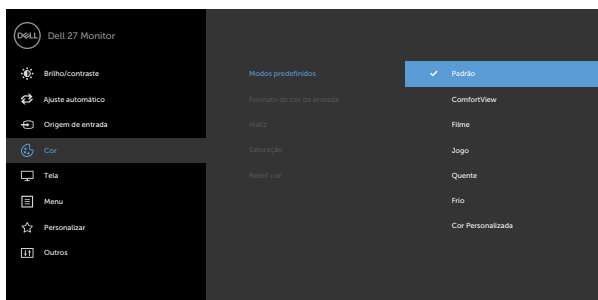 DELL
Dell 27 Monitor
Brilho/contraste
Ajuste automático
Origem de entrada
Cor
Tela
Menu
Personalizar
Outros
Modos predefinidos
Formato de cor da entrada
Matiz
Saturação
Redef cor
Padrão
ComfortView
Filme
Jogo
Quente
Frio
Cor Personalizada